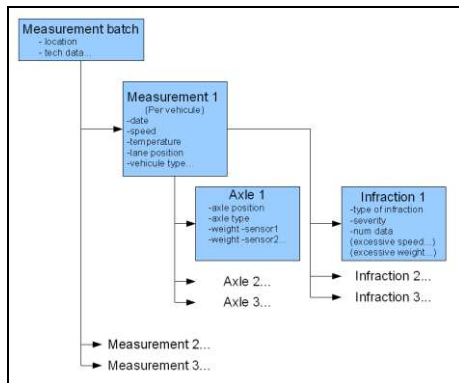 Measurement batch
- location
- tech data...
Measurement 1
(Per vehicule)
-date
-speed
-temperature
-lane position
-vehicule type...
Axle 1
-axle position
-axle type
-weight -sensor1
-weight -sensor2...
Infraction 1
-type of infraction
-severity
-num data
(excessive speed...)
(excessive weight...)
Axle 2...
Axle 3...
Infraction 2...
Infraction 3...
Measurement 2...
Measurement 3...